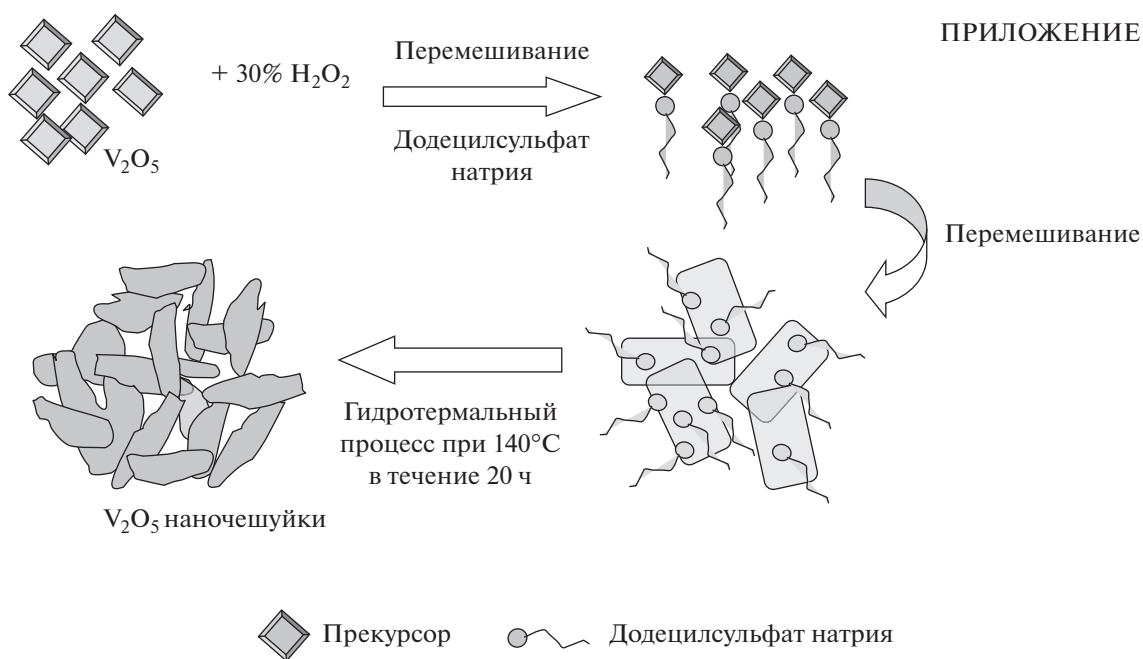 ПРИЛОЖЕНИЕ
Перемешивание
+ 30% H₂O₂
Додецилсульфат
натрия
V₂O₅
Перемешивание
Гидротермальный
процесс при 140°C
в течение 20 ч
V₂O₅ наночешуйки
Прекурсор
Додецилсульфат натрия